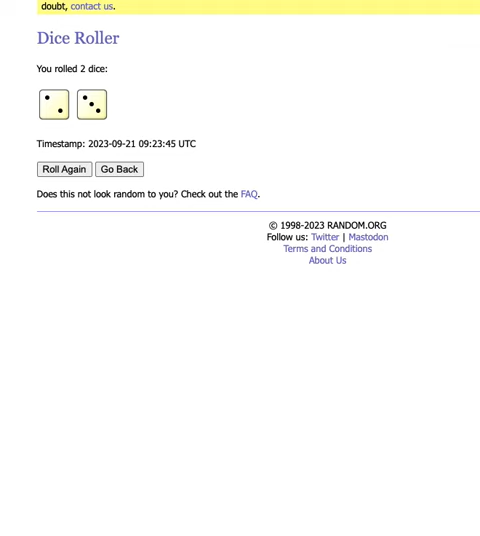 doubt, contact us.
Dice Roller
You rolled 2 dice:
Timestamp: 2023-09-21 09:23:45 UTC
Roll Again Go Back
Does this not look random to you? Check out the FAQ.
© 1998-2023 RANDOM.ORG
Follow us: Twitter | Mastodon
Terms and Conditions
About Us